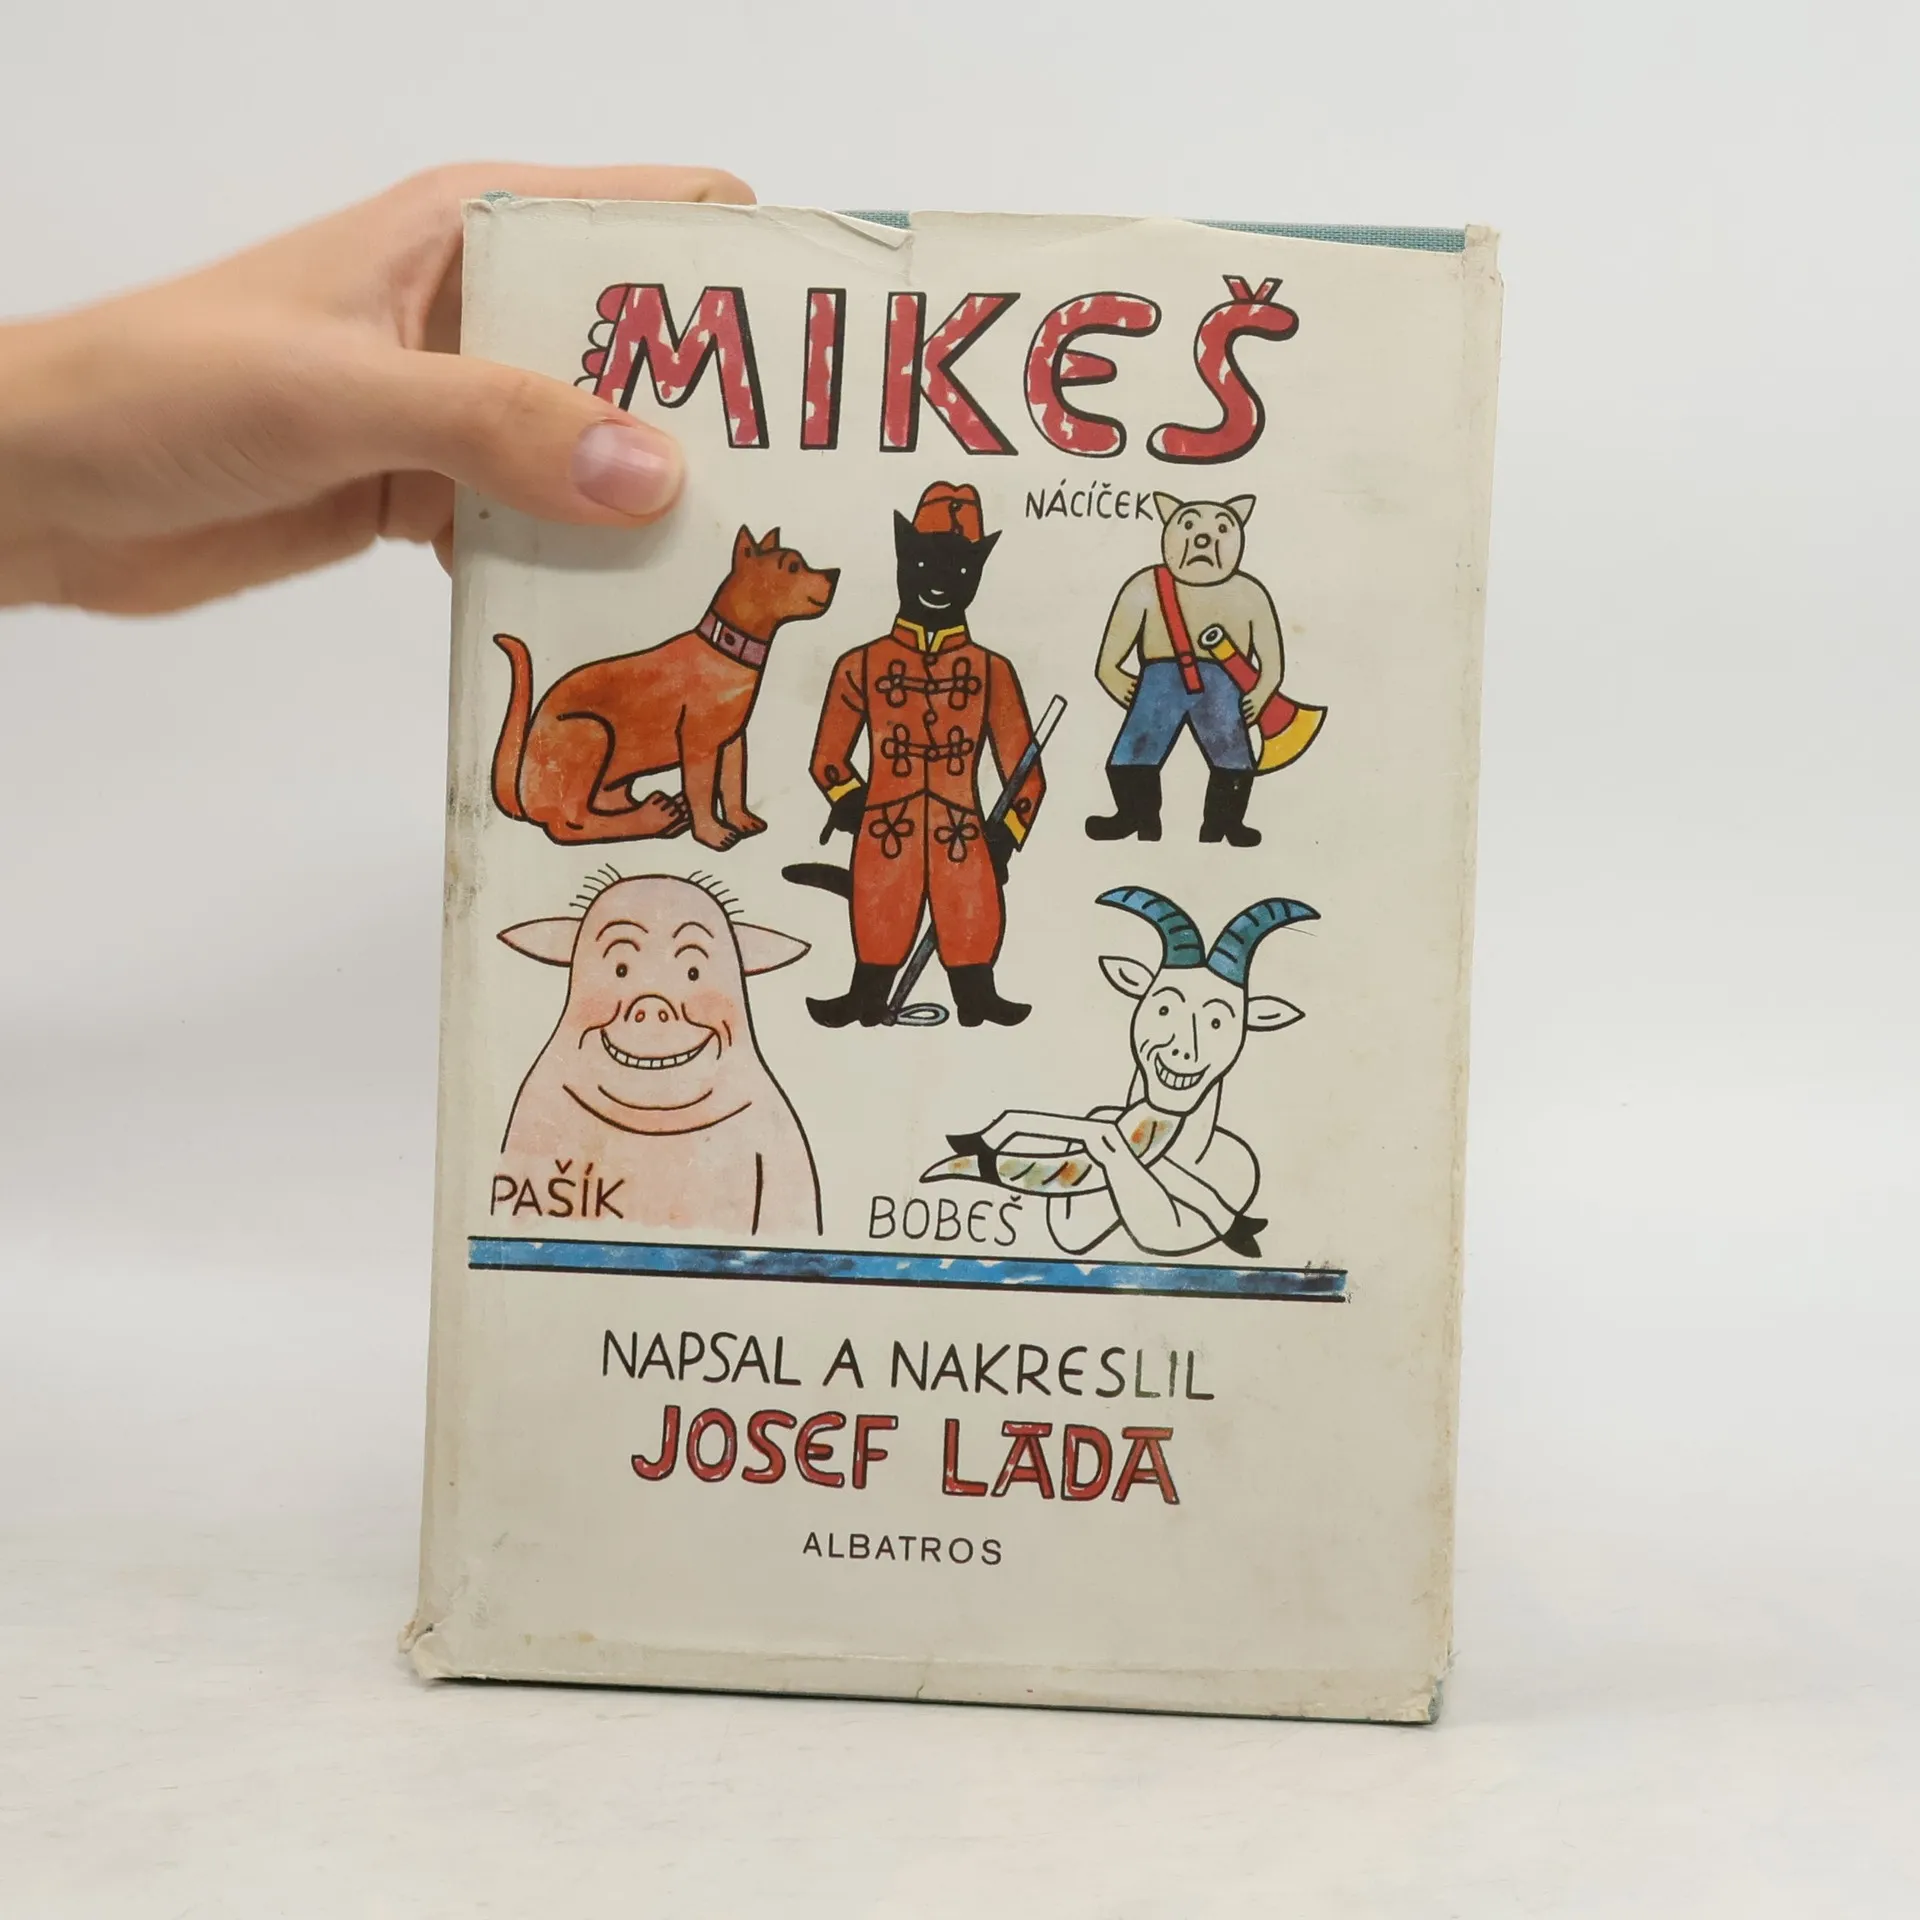 MIKEŠ
NÁCÍČEK
PAŠÍK
BOBEŠ
NAPSAL A NAKRESLIL
JOSEF LADA
ALBATROS